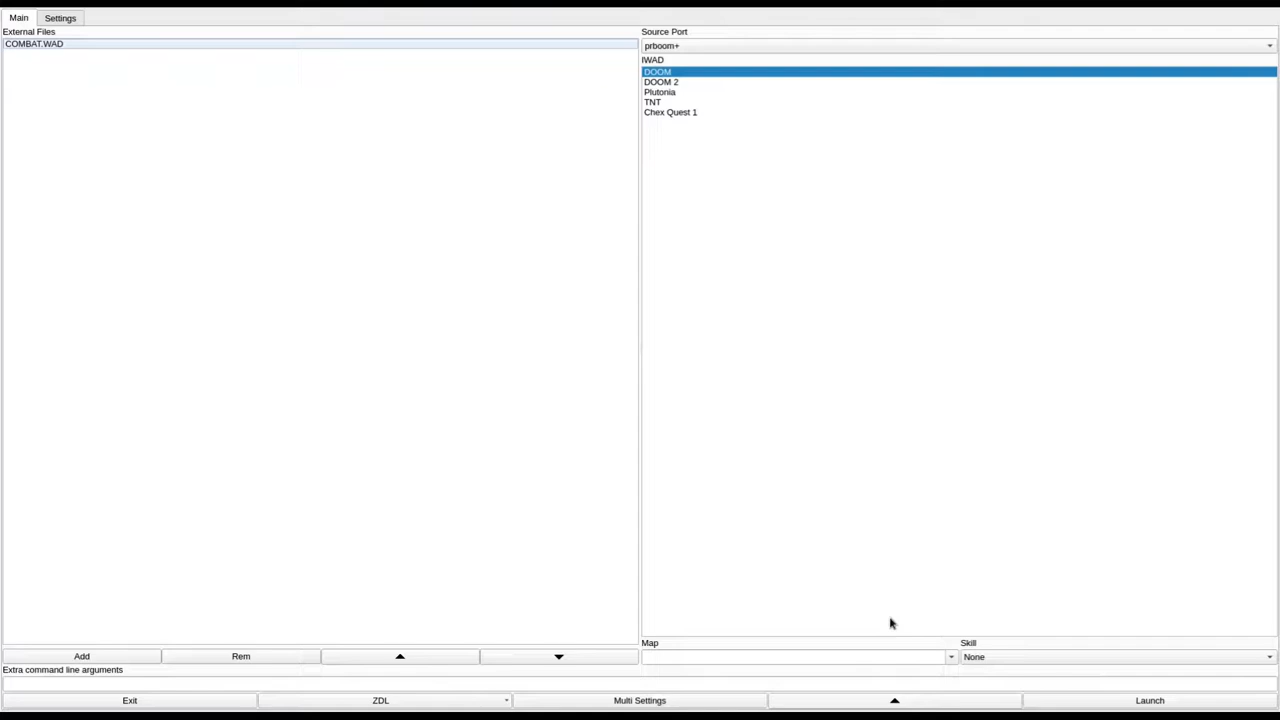 Main Settings
External Files
COMBAT.WAD
Source Port
prboom+
IWAD
DOOM
DOOM 2
Plutonia
TNT
Chex Quest 1
Map Skill
None
Add Rem
Extra command line arguments
Exit ZDL Multi Settings Launch